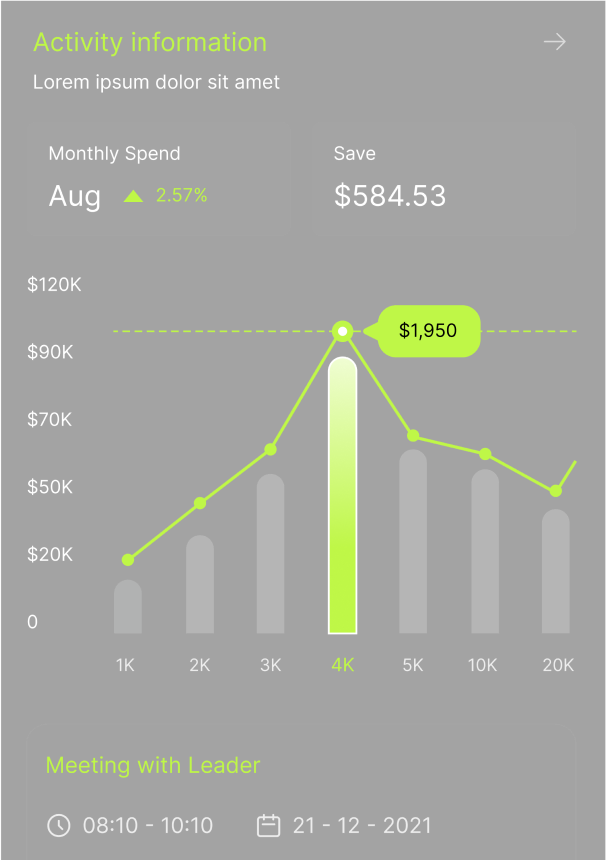 Activity information
Lorem ipsum dolor sit amet
Monthly Spend
Aug 2.57%
Save
$584.53
$120K
$1,950
$90K
$70K
$50K
$20K
0
1K 2K 3K 4K 5K 10K 20K
Meeting with Leader
08:10 - 10:10 21 - 12 - 2021